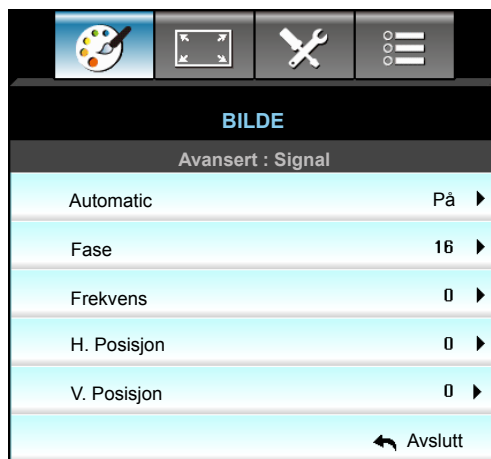 BILDE
Avansert : Signal
Automatic På
Fase 16
Frekvens 0
H. Posisjon 0
V. Posisjon 0
Avslutt